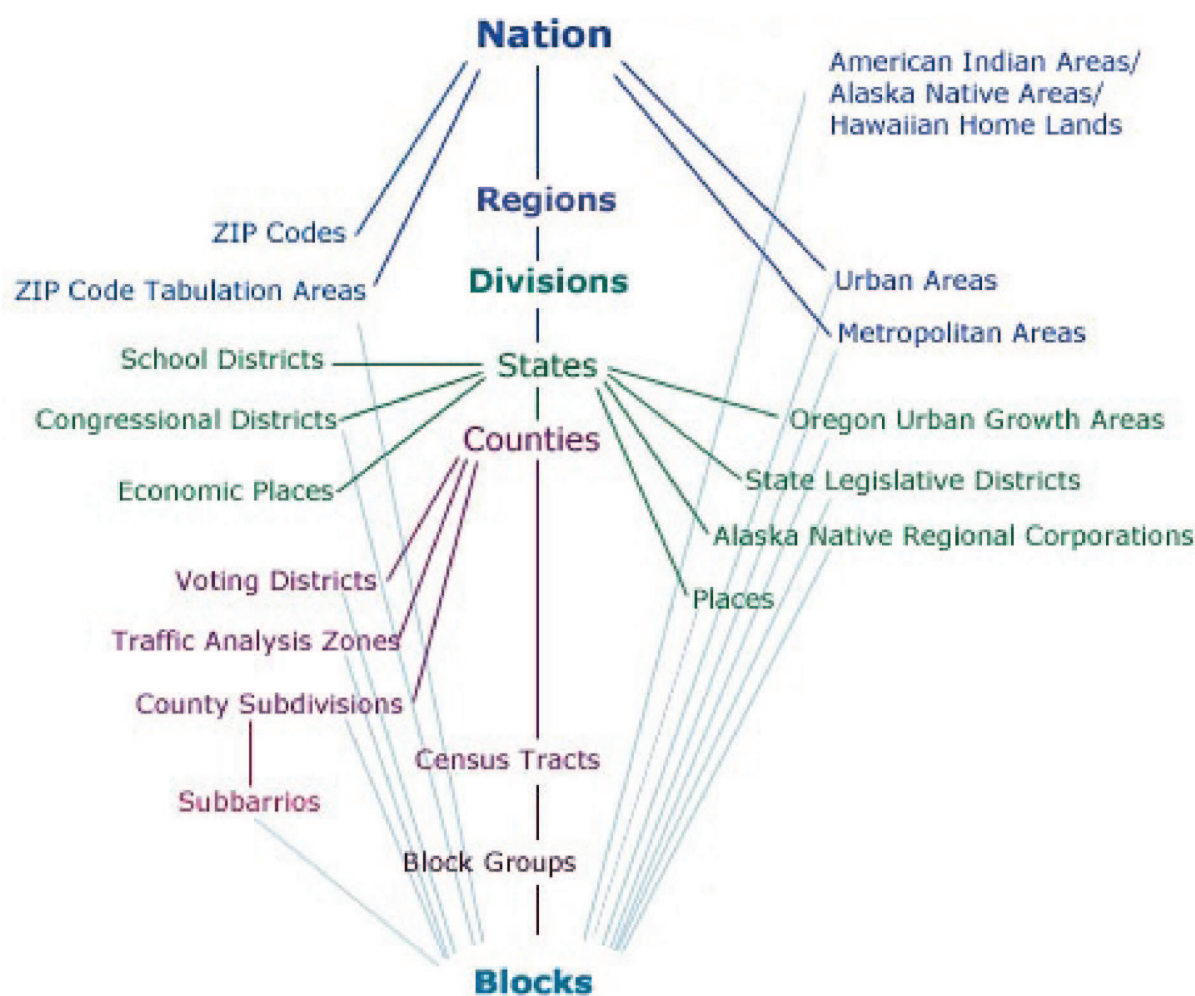 Nation
American Indian Areas/
Alaska Native Areas/
Hawaiian Home Lands
Regions
ZIP Codes
Divisions
Urban Areas
ZIP Code Tabulation Areas
Metropolitan Areas
School Districts
States
Congressional Districts
Oregon Urban Growth Areas
Counties
State Legislative Districts
Economic Places
Alaska Native Regional Corporations
Voting Districts
Places
Traffic Analysis Zones
County Subdivisions
Census Tracts
Subbarrios
Block Groups
Blocks